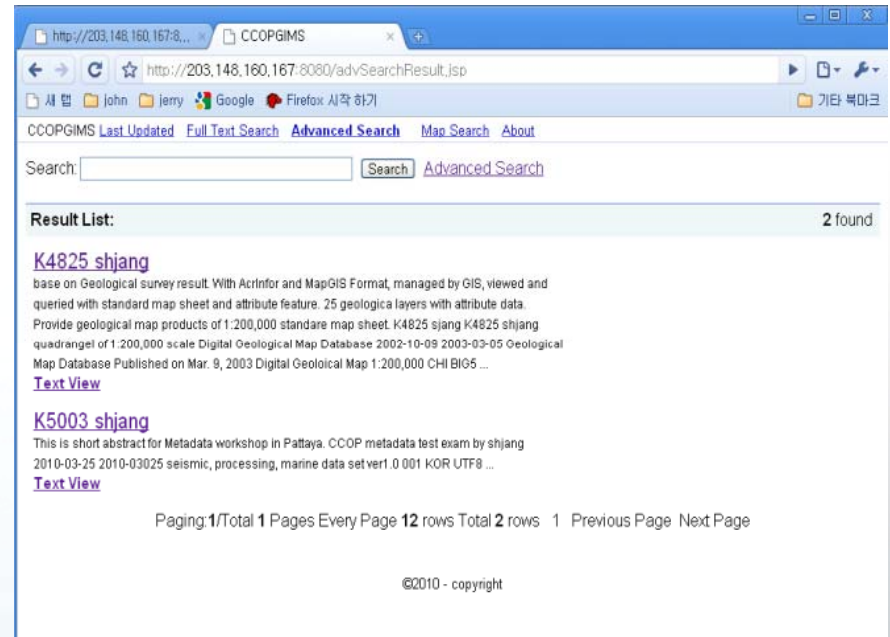 http://203,148,160,167:8,...
CCOPGIMS
http://203,148,160,167:8080/advSearchResult.jsp
새 탭 john jerry Google Firefox 시작 하기 기타 북마크
CCOPGIMS Last Updated Full Text Search Advanced Search Map Search About
Search: Search Advanced Search
Result List: 2 found
K4825 shjang
base on Geological survey result. With AcrInfor and MapGIS Format, managed by GIS, viewed and
queried with standard map sheet and attribute feature. 25 geologica layers with attribute data.
Provide geological map products of 1:200,000 standare map sheet. K4825 sjang K4825 shjang
quadrangel of 1:200,000 scale Digital Geological Map Database 2002-10-09 2003-03-05 Geological
Map Database Published on Mar. 9, 2003 Digital Geoloical Map 1:200,000 CHI BIG5 ...
Text View
K5003 shjang
This is short abstract for Metadata workshop in Pattaya. CCOP metadata test exam by shjang
2010-03-25 2010-03025 seismic, processing, marine data set ver1.0 001 KOR UTF8 ...
Text View
Paging:1/Total 1 Pages Every Page 12 rows Total 2 rows 1 Previous Page Next Page
©2010 - copyright